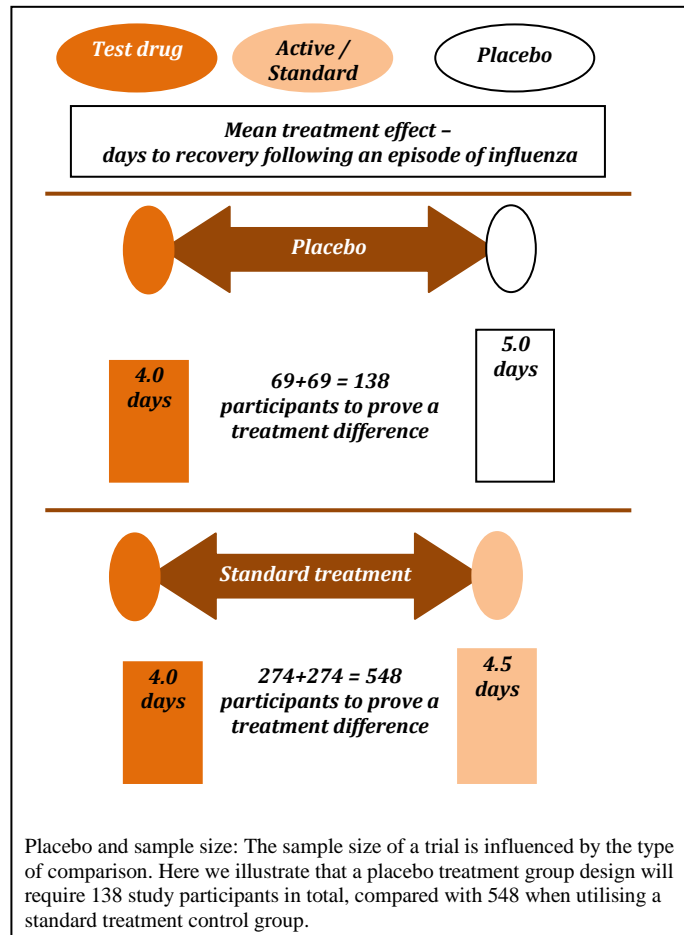 Test drug
Active /
Standard
Placebo
Mean treatment effect –
days to recovery following an episode of influenza
Placebo
4.0
days
69+69 = 138
participants to prove a
treatment difference
5.0
days
Standard treatment
4.0
days
274+274 = 548
participants to prove a
treatment difference
4.5
days
Placebo and sample size: The sample size of a trial is influenced by the type
of comparison. Here we illustrate that a placebo treatment group design will
require 138 study participants in total, compared with 548 when utilising a
standard treatment control group.